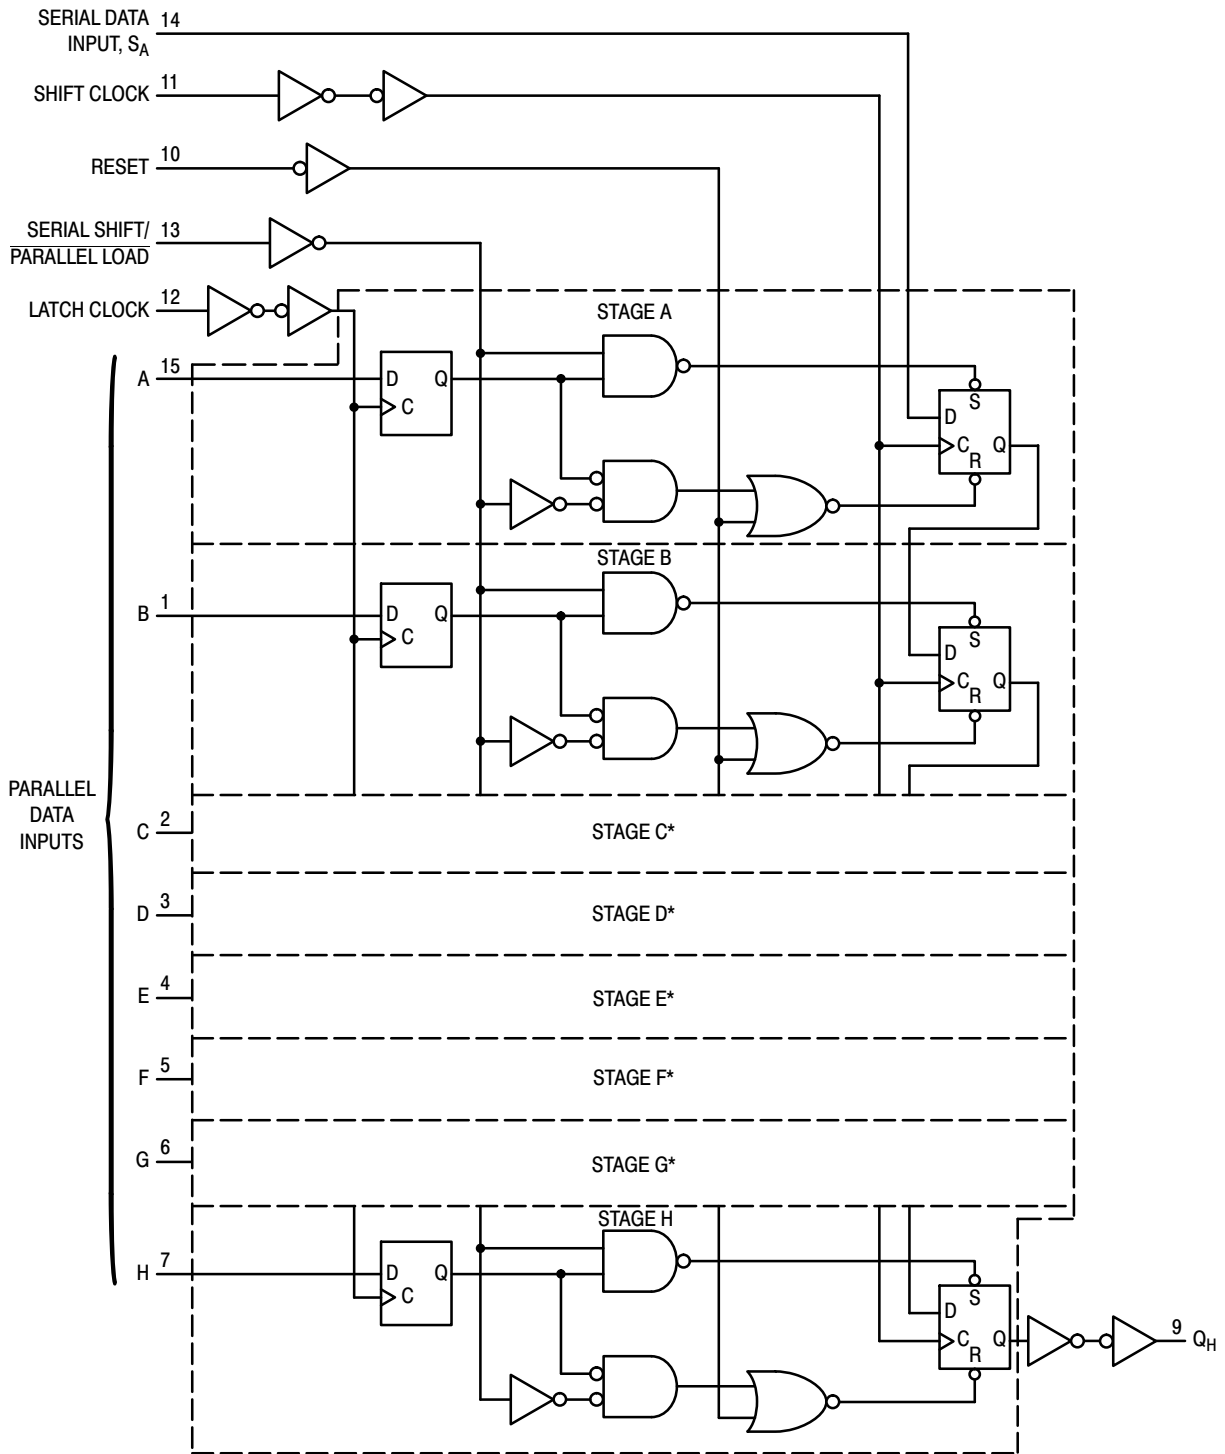 SERIAL DATA
INPUT, SA
14
SHIFT CLOCK
11
RESET
10
SERIAL SHIFT/
PARALLEL LOAD
13
LATCH CLOCK
12
STAGE A
A
15
D
Q
C
S
D
C
Q
R
STAGE B
B
1
D
Q
C
S
D
C
Q
R
PARALLEL
DATA
INPUTS
C
2
STAGE C*
D
3
STAGE D*
E
4
STAGE E*
F
5
STAGE F*
G
6
STAGE G*
STAGE H
H
7
D
Q
C
S
D
C
Q
R
9
QH